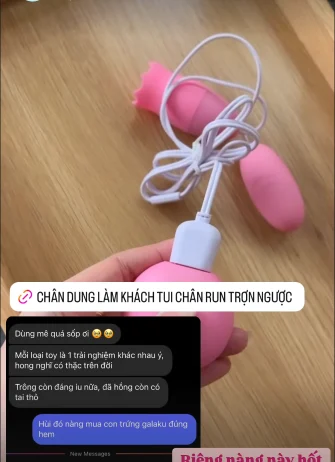 CHÂN DUNG LÀM KHÁCH TUI CHÂN RUN TRỢN NGƯỢC
Dùng mê quá sốp ơi 🥹🥹
Mỗi loại toy là 1 trải nghiệm khác nhau ý,
hong nghĩ có thặc trên đời
Trông còn đáng iu nữa, đã hồng còn có
tai thỏ
Hùi đó nàng mua con trứng galaku đúng
hem
New Messages
Riêng nàng này hốt